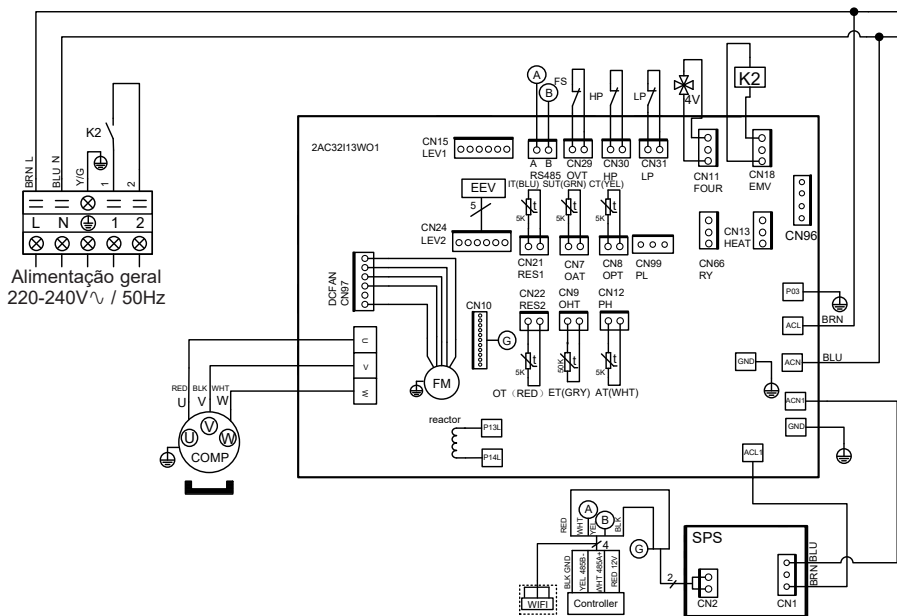 BRN L
BLU N
Y/G
K2
1
2
L N 1 2
Alimentação geral
220-240V∿ / 50Hz
2AC32I13WO1
CN15
LEV1
A
B
FS
HP
LP
4V
K2
A B
RS485
CN29
OVT
CN30
HP
CN31
LP
CN11
FOUR
CN18
EMV
IT(BLU) SUT(GRN) CT(YEL)
EEV
5
CN24
LEV2
5K t
5K t
5K t
CN21
RES1
CN7
OAT
CN8
OPT
CN99
PL
CN66
RY
CN13
HEAT
CN96
DCFAN
CN97
CN10
G
CN22
RES2
CN9
OHT
CN12
PH
5K t
50K t
5K t
OT (RED) ET(GRY) AT(WHT)
FM
U
V
W
RED BLK WHT
U V W
U V W
COMP
reactor
P13L
P14L
P03
ACL
BRN
ACN
BLU
GND
ACN1
GND
ACL1
RED
WHT
YEL
BLK
A
B
4
G
BLK GND
YEL 485B-
WHT 485A+
RED 12V
WIFI
Controller
2
SPS
CN2
CN1
BLU
BRN